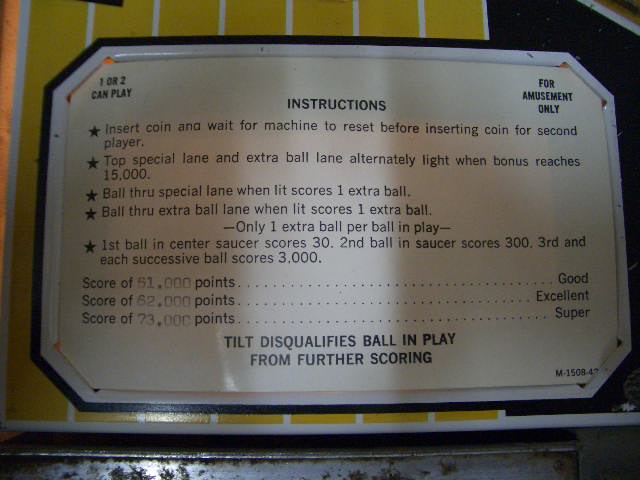 1 OR 2
CAN PLAY
FOR
AMUSEMENT
ONLY
INSTRUCTIONS
★ Insert coin and wait for machine to reset before inserting coin for second
player.
★ Top special lane and extra ball lane alternately light when bonus reaches
15,000.
★ Ball thru special lane when lit scores 1 extra ball.
★ Ball thru extra ball lane when lit scores 1 extra ball.
—Only 1 extra ball per ball in play—
★ 1st ball in center saucer scores 30. 2nd ball in saucer scores 300. 3rd and
each successive ball scores 3,000.
Score of 51,000 points . . . . . . . . . . . . . . . . . . . . . . . . . . . . Good
Score of 62,000 points . . . . . . . . . . . . . . . . . . . . . . . . . . . . Excellent
Score of 73,000 points . . . . . . . . . . . . . . . . . . . . . . . . . . . . Super
TILT DISQUALIFIES BALL IN PLAY
FROM FURTHER SCORING